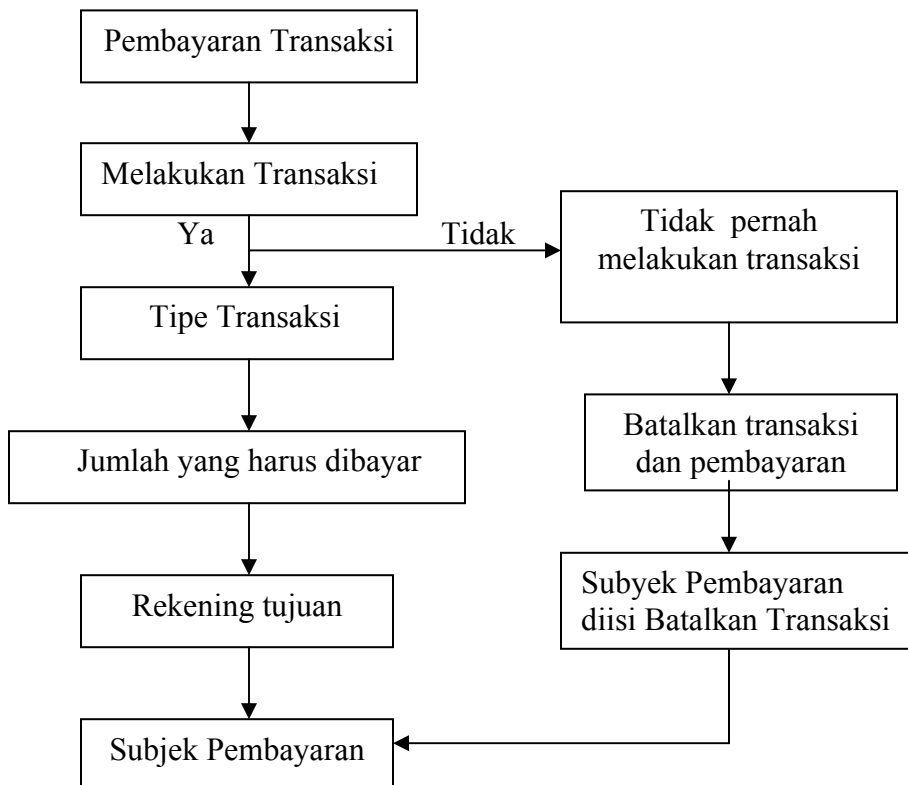 Pembayaran Transaksi
Melakukan Transaksi
Ya
Tidak
Tidak pernah
melakukan transaksi
Tipe Transaksi
Batalkan transaksi
dan pembayaran
Jumlah yang harus dibayar
Rekening tujuan
Subyek Pembayaran
diisi Batalkan Transaksi
Subjek Pembayaran